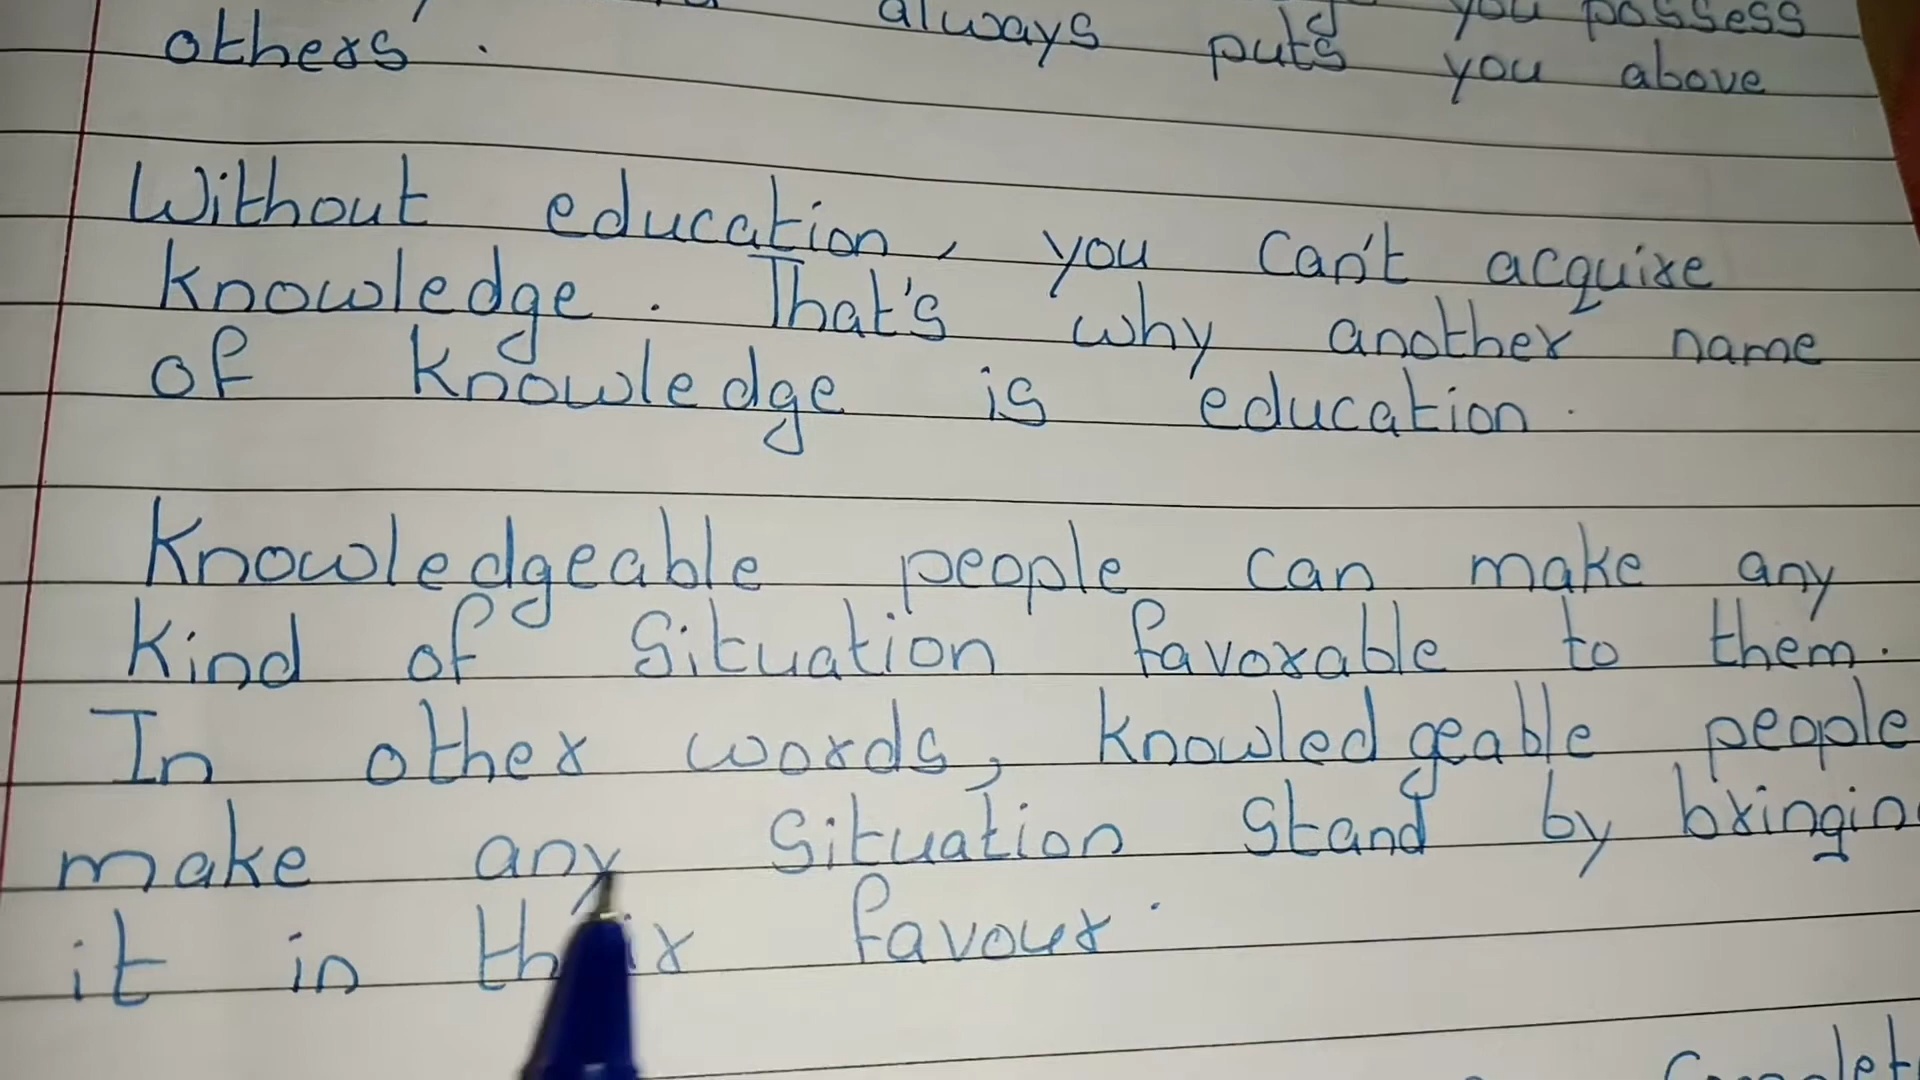 you possess
always puts you above
others.
Without education, you can't acquire
knowledge. That's why another name
of knowledge is education.
Knowledgeable people can make any
kind of situation favorable to them.
In other words, knowledgeable people
make any situation stand by bringin
it in favour.